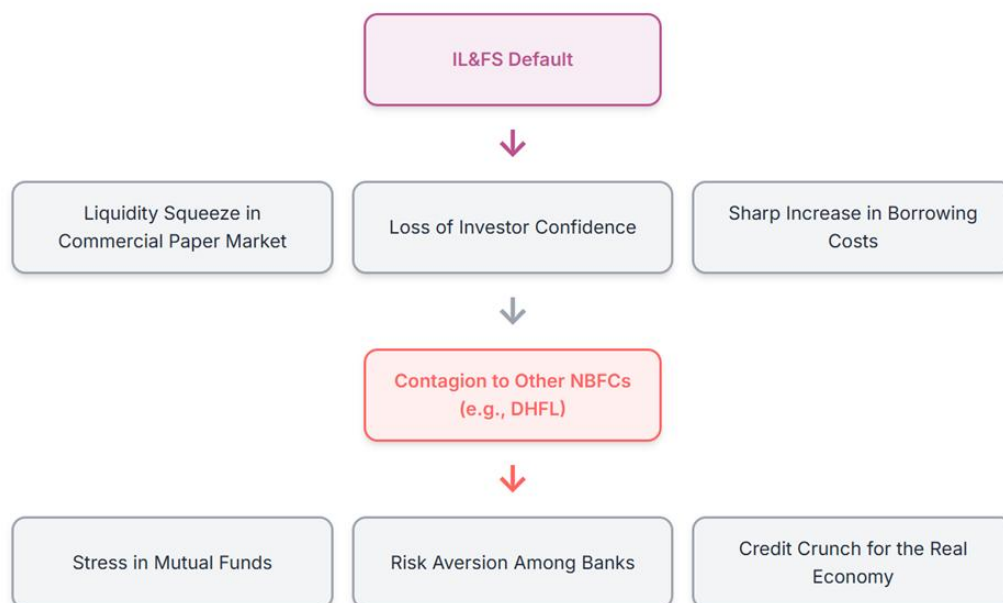 IL&FS Default
Liquidity Squeeze in
Commercial Paper Market
Loss of Investor Confidence
Sharp Increase in Borrowing
Costs
Contagion to Other NBFCs
(e.g., DHFL)
Stress in Mutual Funds
Risk Aversion Among Banks
Credit Crunch for the Real
Economy